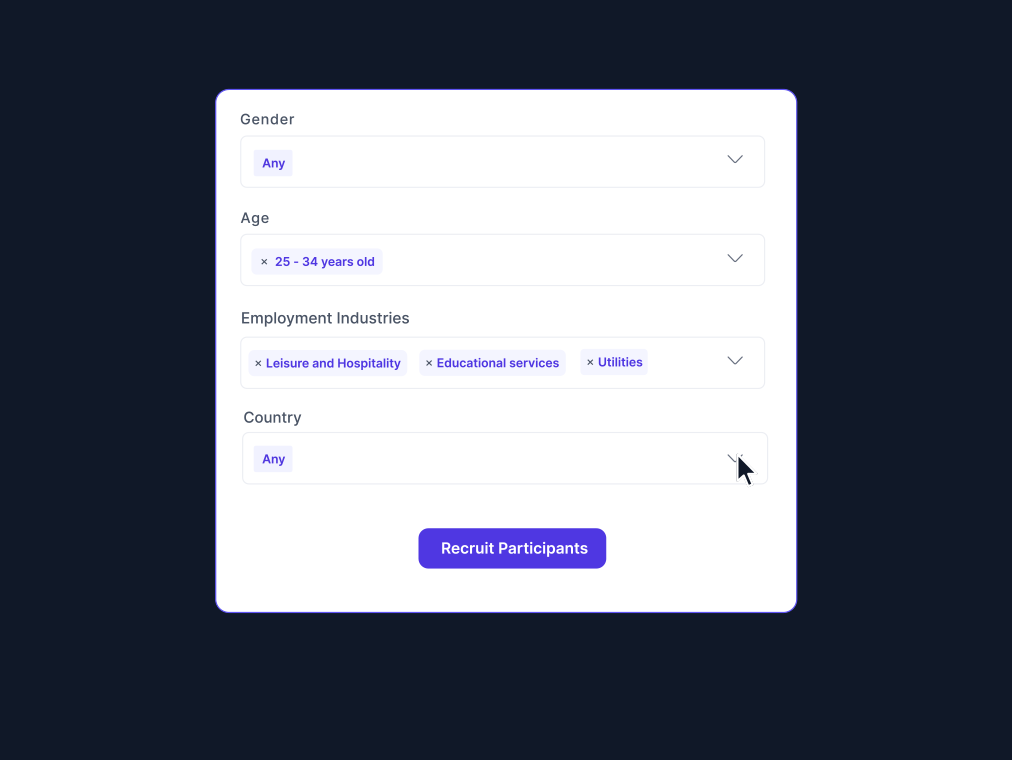 Gender
Any
Age
× 25 - 34 years old
Employment Industries
× Leisure and Hospitality × Educational services × Utilities
Country
Any
Recruit Participants